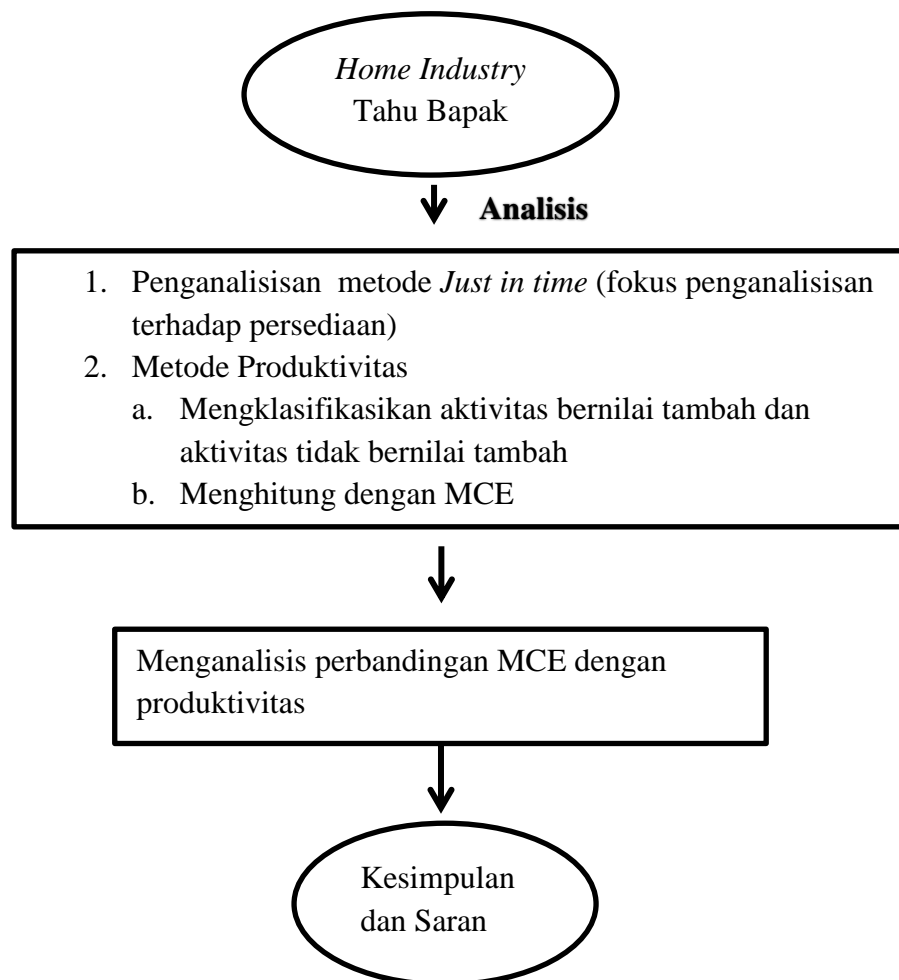 Home Industry
Tahu Bapak
Analisis
1. Penganalisisan metode Just in time (fokus penganalisisan
terhadap persediaan)
2. Metode Produktivitas
a. Mengklasifikasikan aktivitas bernilai tambah dan
aktivitas tidak bernilai tambah
b. Menghitung dengan MCE
Menganalisis perbandingan MCE dengan
produktivitas
Kesimpulan
dan Saran